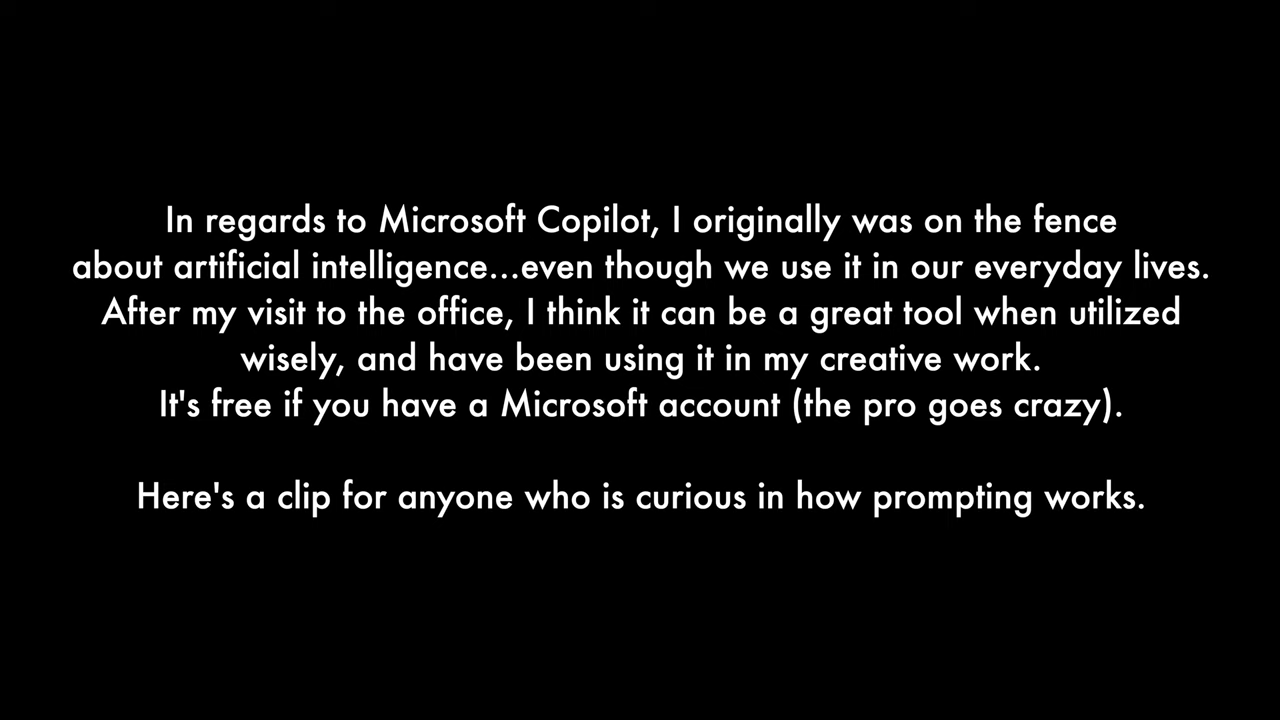 In regards to Microsoft Copilot, I originally was on the fence
about artificial intelligence...even though we use it in our everyday lives.
After my visit to the office, I think it can be a great tool when utilized
wisely, and have been using it in my creative work.
It's free if you have a Microsoft account (the pro goes crazy).
Here's a clip for anyone who is curious in how prompting works.